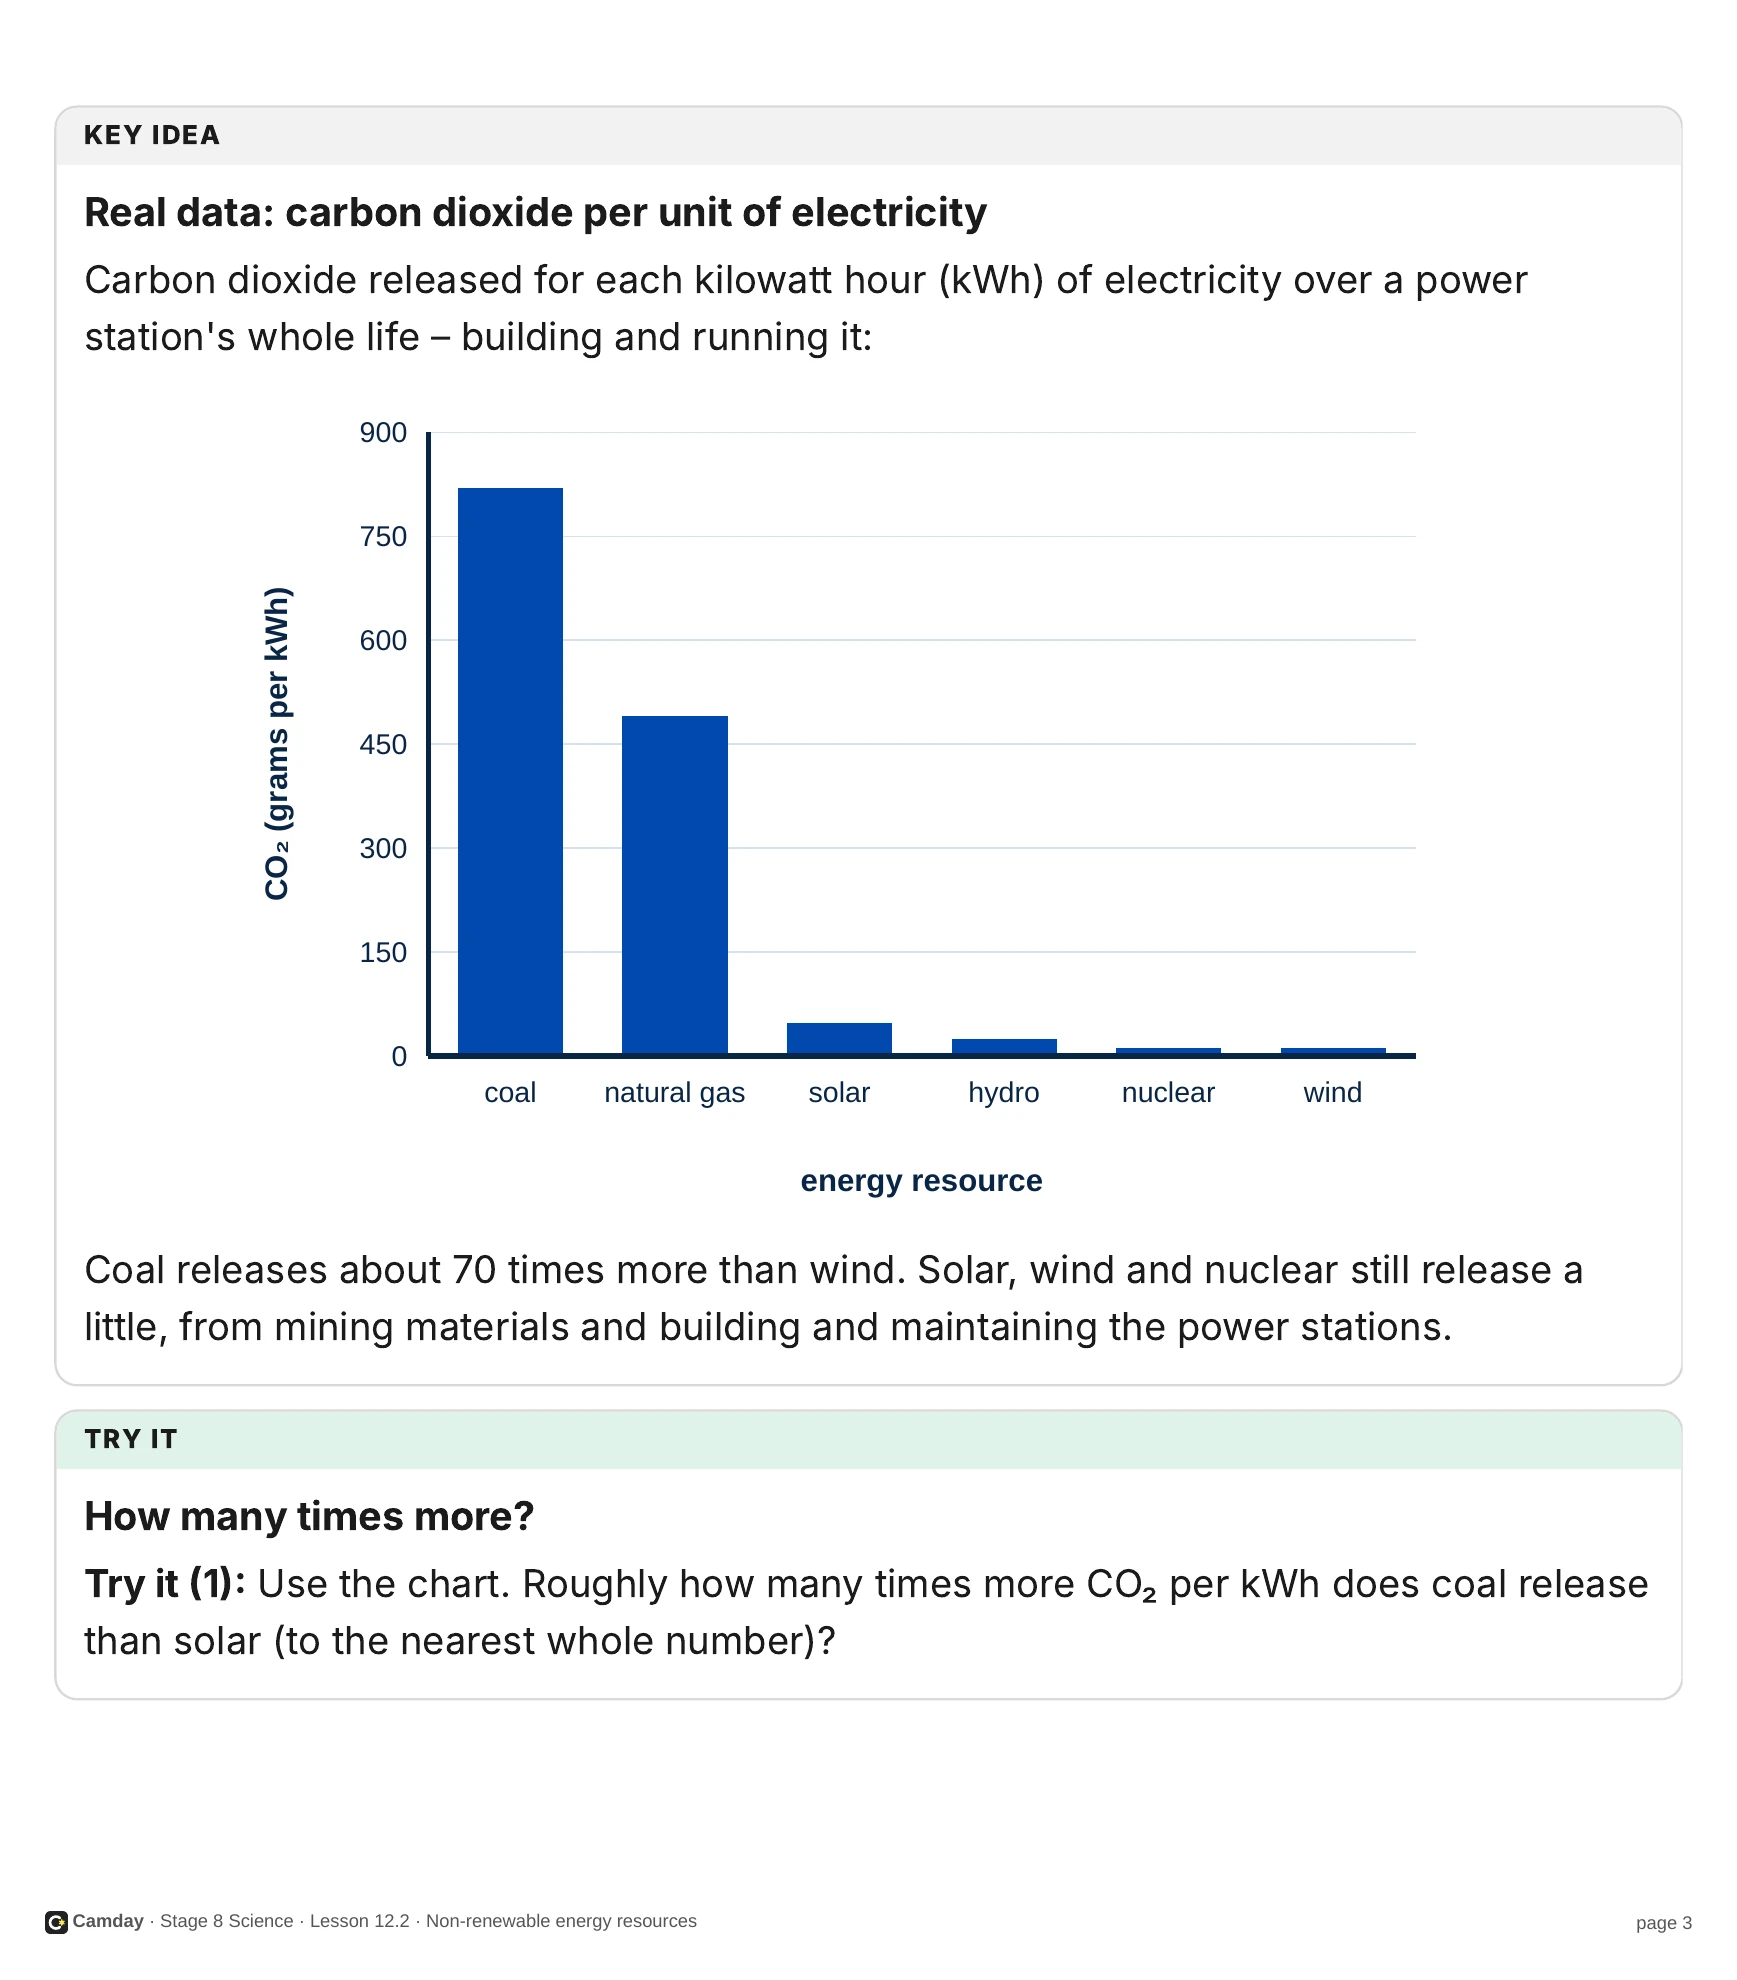 KEY IDEA
Real data: carbon dioxide per unit of electricity
Carbon dioxide released for each kilowatt hour (kWh) of electricity over a power
station's whole life – building and running it:
900
750
600
450
300
150
0
CO₂ (grams per kWh)
coal natural gas solar hydro nuclear wind
energy resource
Coal releases about 70 times more than wind. Solar, wind and nuclear still release a
little, from mining materials and building and maintaining the power stations.
TRY IT
How many times more?
Try it (1): Use the chart. Roughly how many times more CO₂ per kWh does coal release
than solar (to the nearest whole number)?
Camday · Stage 8 Science · Lesson 12.2 · Non-renewable energy resources
page 3